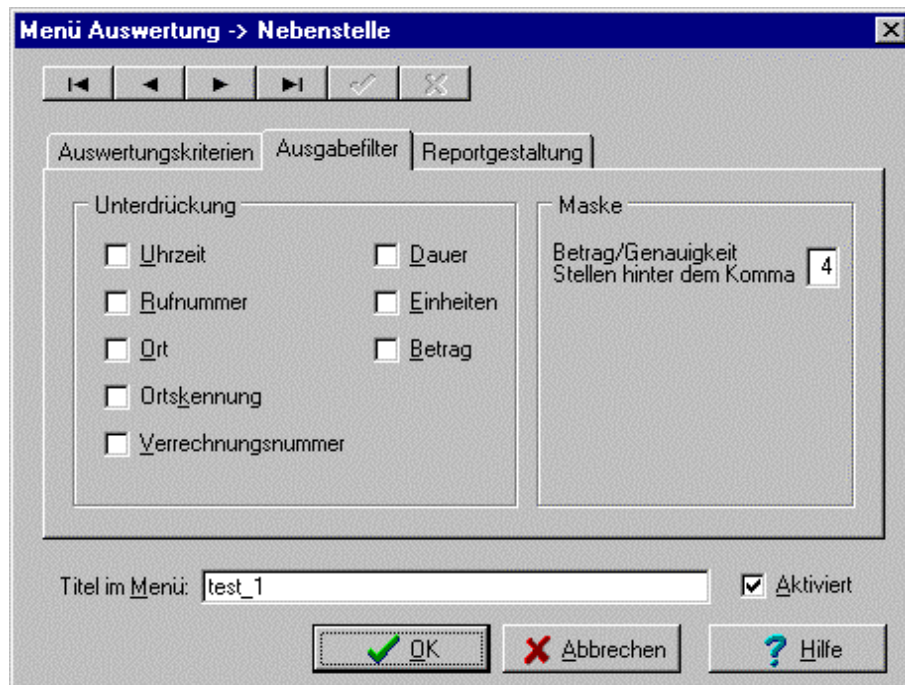 Menü Auswertung -> Nebenstelle
Auswertungskriterien Ausgabefilter Reportgestaltung
Unterdrückung
Uhrzeit
Rufnummer
Ort
Ortskennung
Verrechnungsnummer
Dauer
Einheiten
Betrag
Maske
Betrag/Genauigkeit
Stellen hinter dem Komma 4
Titel im Menü: test_1
Aktiviert
OK Abbrechen ? Hilfe